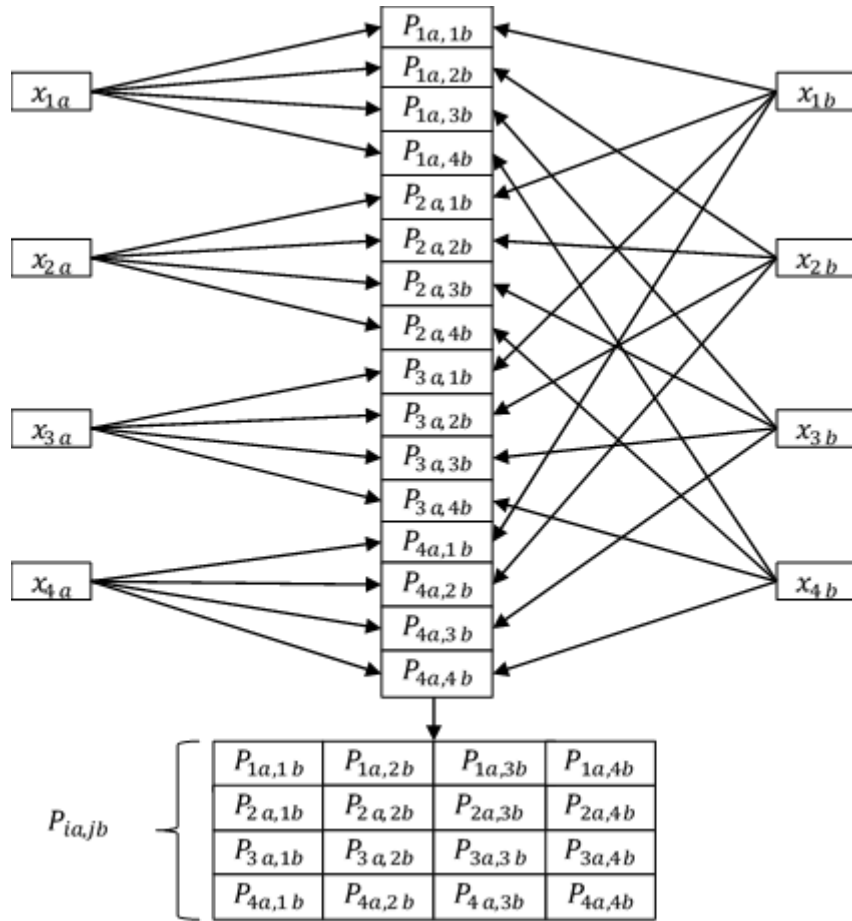 P1a,1b
P1a,2b
x1a x1b
P1a,3b
P1a,4b
P2a,1b
P2a,2b
x2a x2b
P2a,3b
P2a,4b
P3a,1b
P3a,2b
x3a x3b
P3a,3b
P3a,4b
P4a,1b
P4a,2b
x4a x4b
P4a,3b
P4a,4b
P1a,1b P1a,2b P1a,3b P1a,4b
P2a,1b P2a,2b P2a,3b P2a,4b
Pia,jb
P3a,1b P3a,2b P3a,3b P3a,4b
P4a,1b P4a,2b P4a,3b P4a,4b